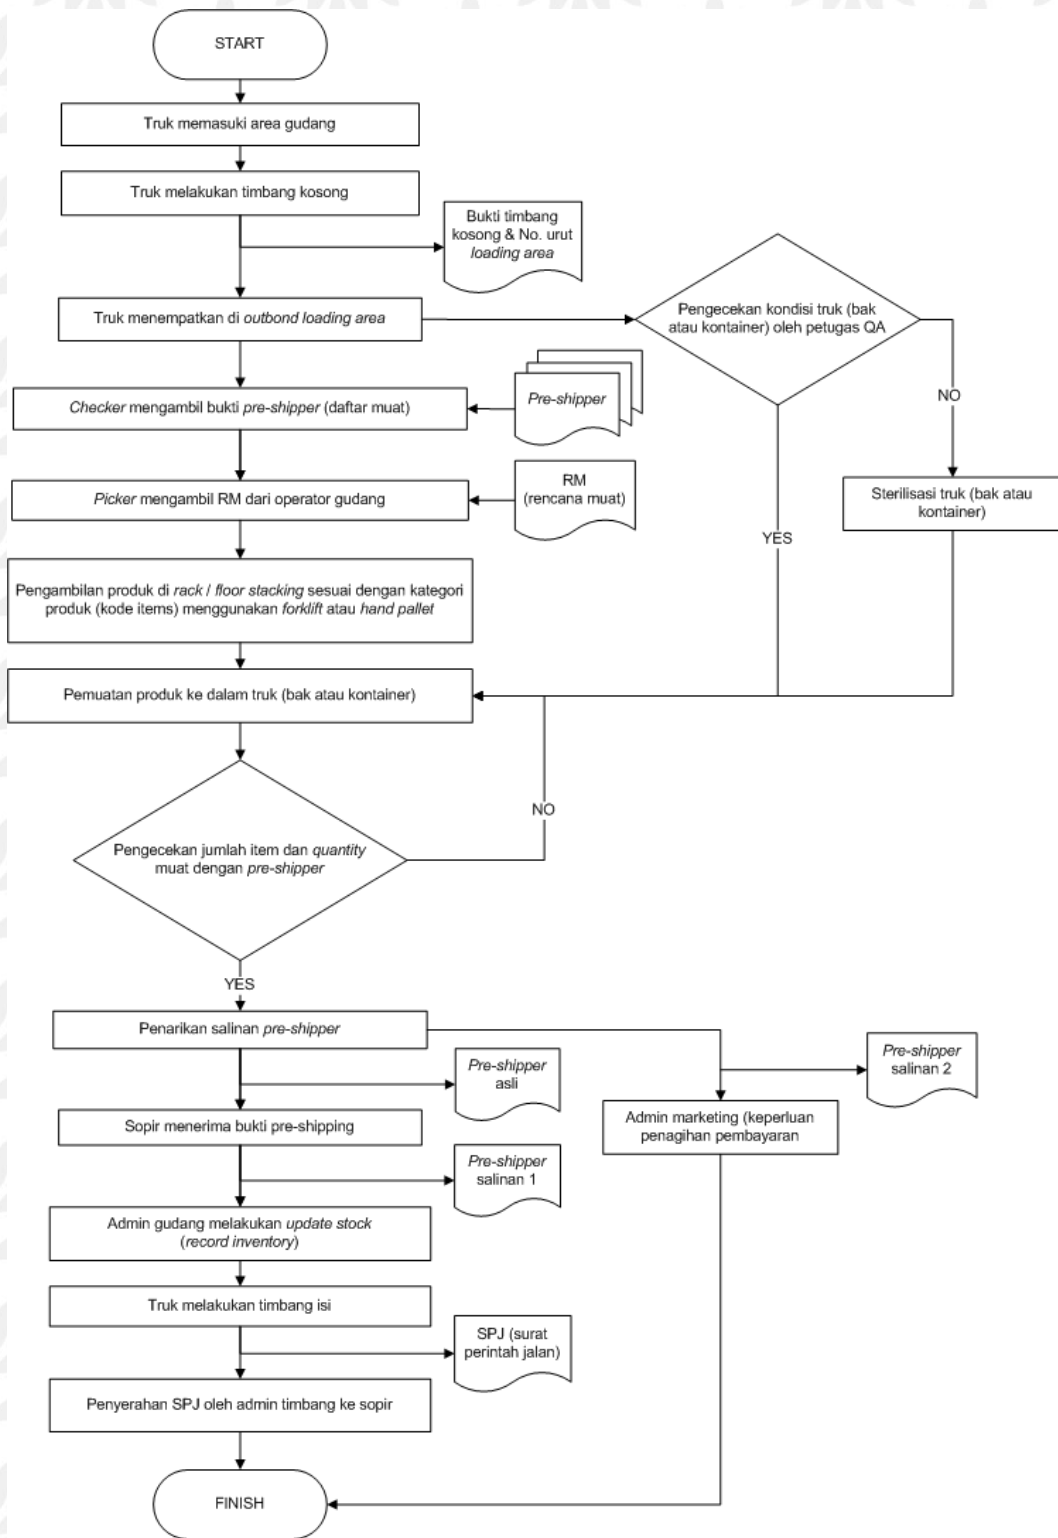 START
Truk memasuki area gudang
Truk melakukan timbang kosong
Bukti timbang
kosong & No. urut
loading area
Truk menempatkan di outbond loading area
Pengecekan kondisi truk (bak
atau kontainer) oleh petugas QA
NO
Sterilisasi truk (bak atau
kontainer)
YES
Checker mengambil bukti pre-shipper (daftar muat)
Pre-shipper
Picker mengambil RM dari operator gudang
RM
(rencana muat)
Pengambilan produk di rack / floor stacking sesuai dengan kategori
produk (kode items) menggunakan forklift atau hand pallet
Pemuatan produk ke dalam truk (bak atau kontainer)
NO
Pengecekan jumlah item dan quantity
muat dengan pre-shipper
YES
Penarikan salinan pre-shipper
Pre-shipper
asli
Pre-shipper
salinan 2
Sopir menerima bukti pre-shipping
Admin marketing (keperluan
penagihan pembayaran
Pre-shipper
salinan 1
Admin gudang melakukan update stock
(record inventory)
Truk melakukan timbang isi
SPJ (surat
perintah jalan)
Penyerahan SPJ oleh admin timbang ke sopir
FINISH